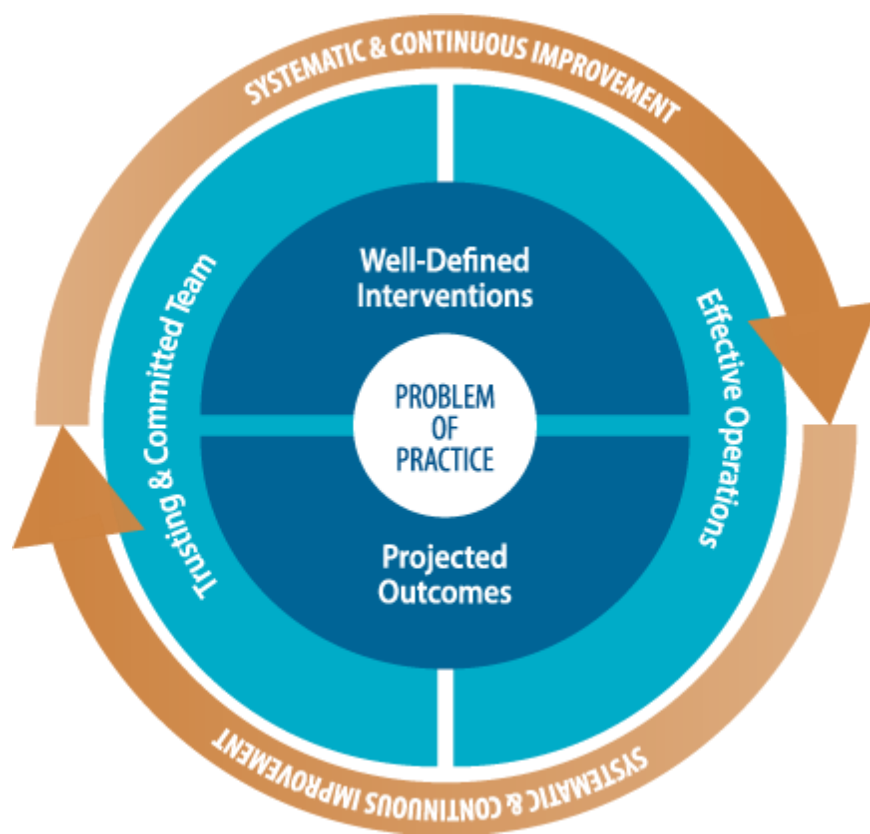 SYSTEMATIC & CONTINUOUS IMPROVEMENT
Well-Defined
Interventions
Trusting & Committed Team
Effective Operations
PROBLEM
OF
PRACTICE
Projected
Outcomes
SYSTEMATIC & CONTINUOUS IMPROVEMENT